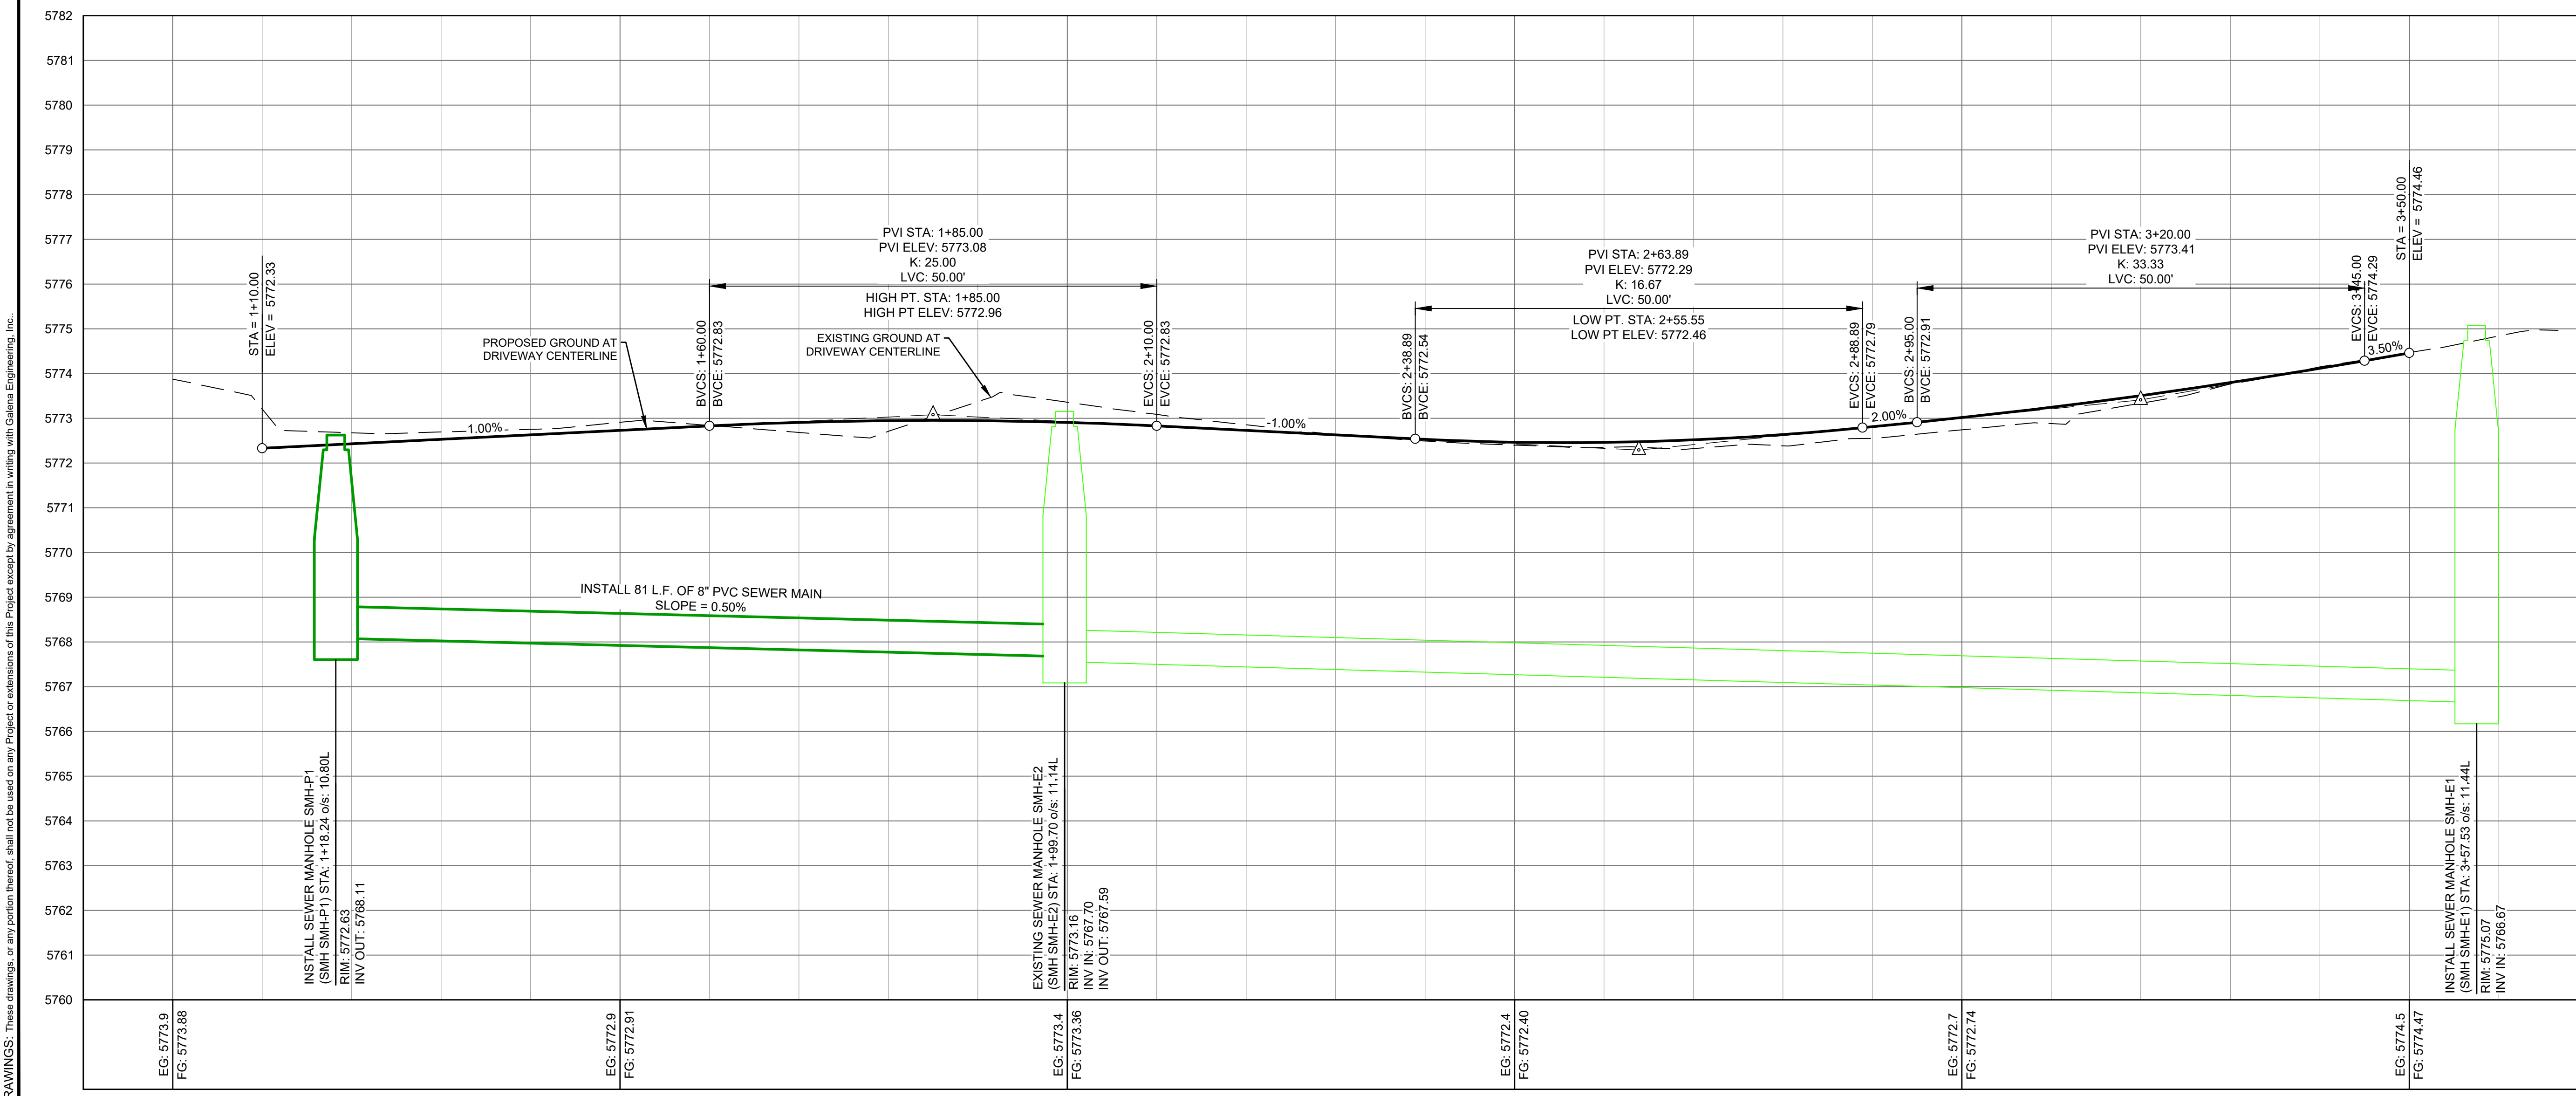 RAWINGS: These drawings, or any portion thereof, shall not be used on any Project or extensions of this Project except by agreement in writing with Galena Engineering, Inc..
5782
5781
5780
5779
5778
5777
5776
5775
5774
5773
5772
5771
5770
5769
5768
5767
5766
5765
5764
5763
5762
5761
5760
STA = 1+10.00
ELEV = 5772.33
1.00%
PROPOSED GROUND AT
DRIVEWAY CENTERLINE
BVCS: 1+60.00
BVCE: 5772.83
PVI STA: 1+85.00
PVI ELEV: 5773.08
K: 25.00
LVC: 50.00'
HIGH PT. STA: 1+85.00
HIGH PT ELEV: 5772.96
EXISTING GROUND AT
DRIVEWAY CENTERLINE
EVCS: 2+10.00
EVCE: 5772.83
-1.00%
BVCS: 2+38.89
BVCE: 5772.54
PVI STA: 2+63.89
PVI ELEV: 5772.29
K: 16.67
LVC: 50.00'
LOW PT. STA: 2+55.55
LOW PT ELEV: 5772.46
EVCS: 2+88.89
EVCE: 5772.79
2.00%
BVCS: 2+95.00
BVCE: 5772.91
PVI STA: 3+20.00
PVI ELEV: 5773.41
K: 33.33
LVC: 50.00'
EVCS: 3+45.00
EVCE: 5774.29
3.50%
STA = 3+50.00
ELEV = 5774.46
INSTALL 81 L.F. OF 8" PVC SEWER MAIN
SLOPE = 0.50%
INSTALL SEWER MANHOLE SMH-P1
(SMH SMH-P1) STA: 1+18.24 o/s: 10.80L
RIM: 5772.63
INV OUT: 5768.11
EXISTING SEWER MANHOLE SMH-E2
(SMH SMH-E2) STA: 1+99.70 o/s: 11.14L
RIM: 5773.16
INV IN: 5767.70
INV OUT: 5767.59
INSTALL SEWER MANHOLE SMH-E1
(SMH SMH-E1) STA: 3+57.53 o/s: 11.44L
RIM: 5775.07
INV IN: 5766.67
EG: 5773.9
FG: 5773.88
EG: 5772.9
FG: 5772.91
EG: 5773.4
FG: 5773.36
EG: 5772.4
FG: 5772.40
EG: 5772.7
FG: 5772.74
EG: 5774.5
FG: 5774.47